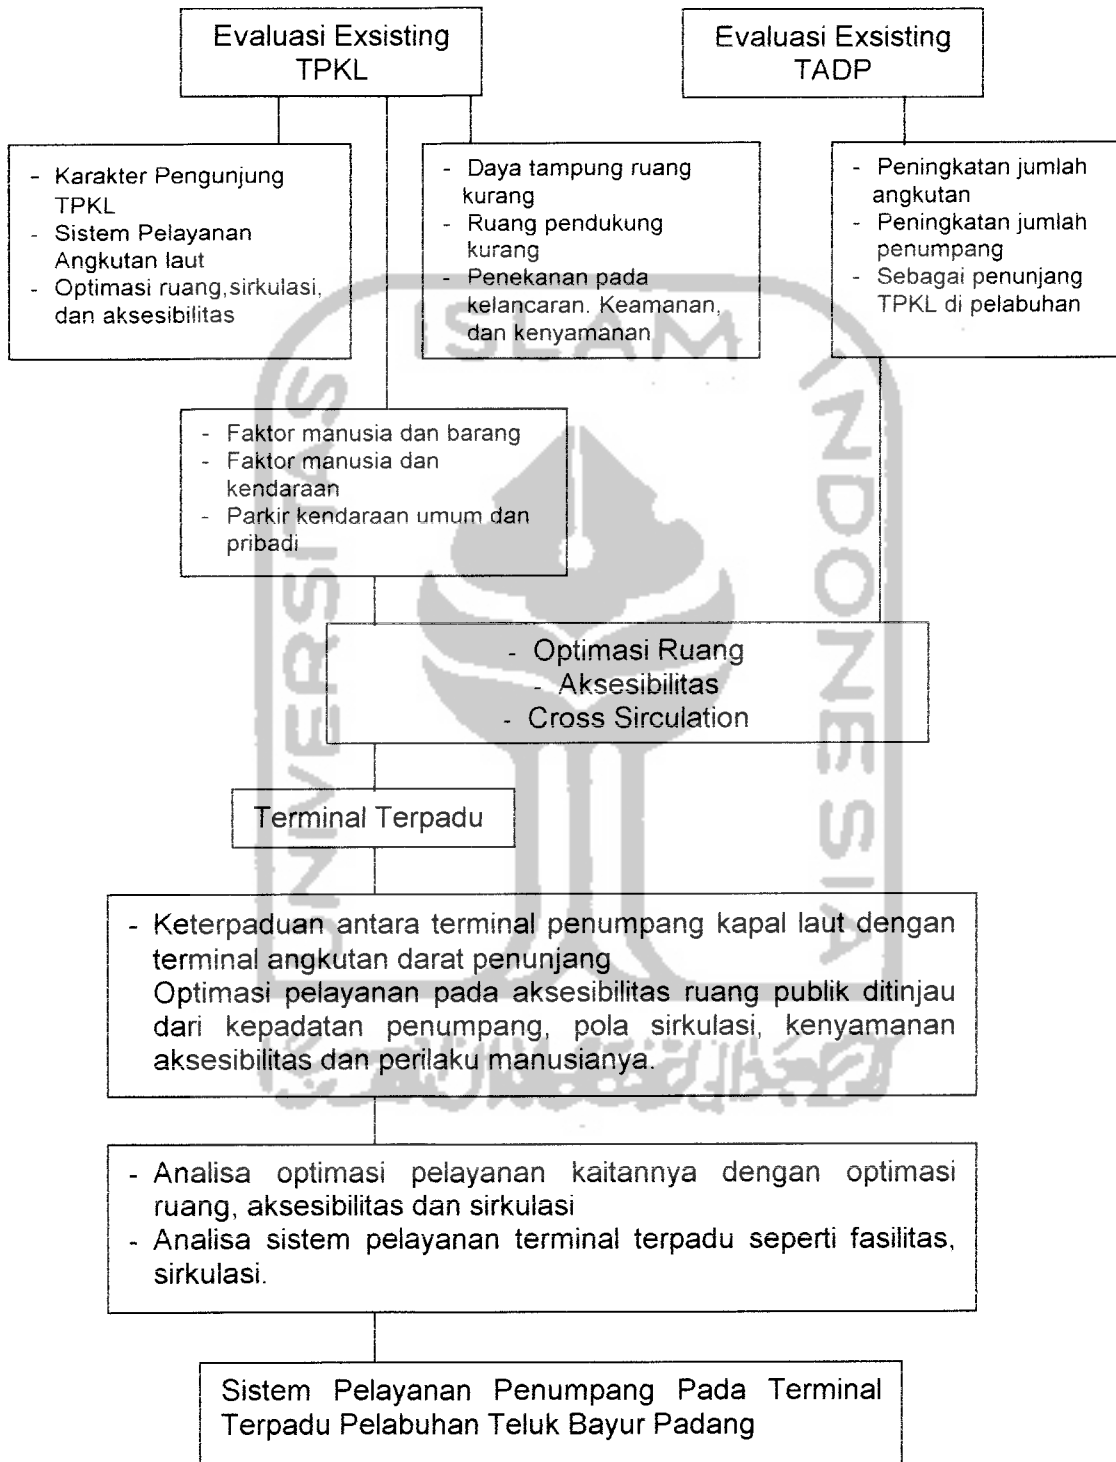 Evaluasi Exsisting
TPKL
Evaluasi Exsisting
TADP
- Karakter Pengunjung
TPKL
- Sistem Pelayanan
Angkutan laut
- Optimasi ruang,sirkulasi,
dan aksesibilitas
- Daya tampung ruang
kurang
- Ruang pendukung
kurang
- Penekanan pada
kelancaran. Keamanan,
dan kenyamanan
- Peningkatan jumlah
angkutan
- Peningkatan jumlah
penumpang
- Sebagai penunjang
TPKL di pelabuhan
- Faktor manusia dan barang
- Faktor manusia dan
kendaraan
- Parkir kendaraan umum dan
pribadi
- Optimasi Ruang
- Aksesibilitas
- Cross Sirculation
Terminal Terpadu
- Keterpaduan antara terminal penumpang kapal laut dengan
terminal angkutan darat penunjang
Optimasi pelayanan pada aksesibilitas ruang publik ditinjau
dari kepadatan penumpang, pola sirkulasi, kenyamanan
aksesibilitas dan perilaku manusianya.
- Analisa optimasi pelayanan kaitannya dengan optimasi
ruang, aksesibilitas dan sirkulasi
- Analisa sistem pelayanan terminal terpadu seperti fasilitas,
sirkulasi.
Sistem Pelayanan Penumpang Pada Terminal
Terpadu Pelabuhan Teluk Bayur Padang
UNIVERSITAS
ISLAM
INDONESIA